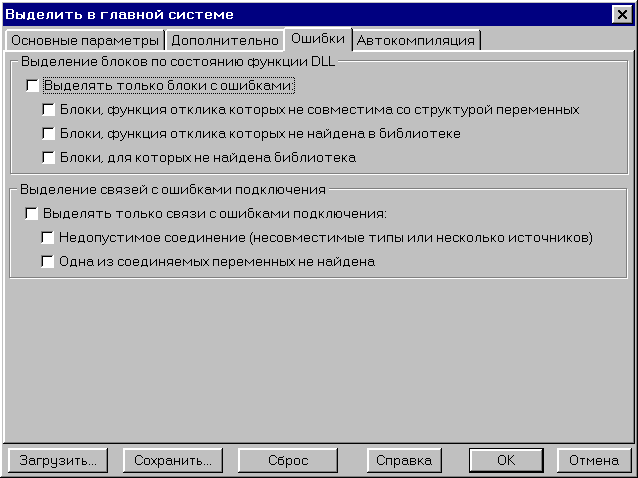 Выделить в главной системе
Основные параметры Дополнительно Ошибки Автокомпиляция
Выделение блоков по состоянию функции DLL
Выделять только блоки с ошибками:
Блоки, функция отклика которых не совместима со структурой переменных
Блоки, функция отклика которых не найдена в библиотеке
Блоки, для которых не найдена библиотека
Выделение связей с ошибками подключения
Выделять только связи с ошибками подключения:
Недопустимое соединение (несовместимые типы или несколько источников)
Одна из соединяемых переменных не найдена
Загрузить... Сохранить... Сброс Справка OK Отмена